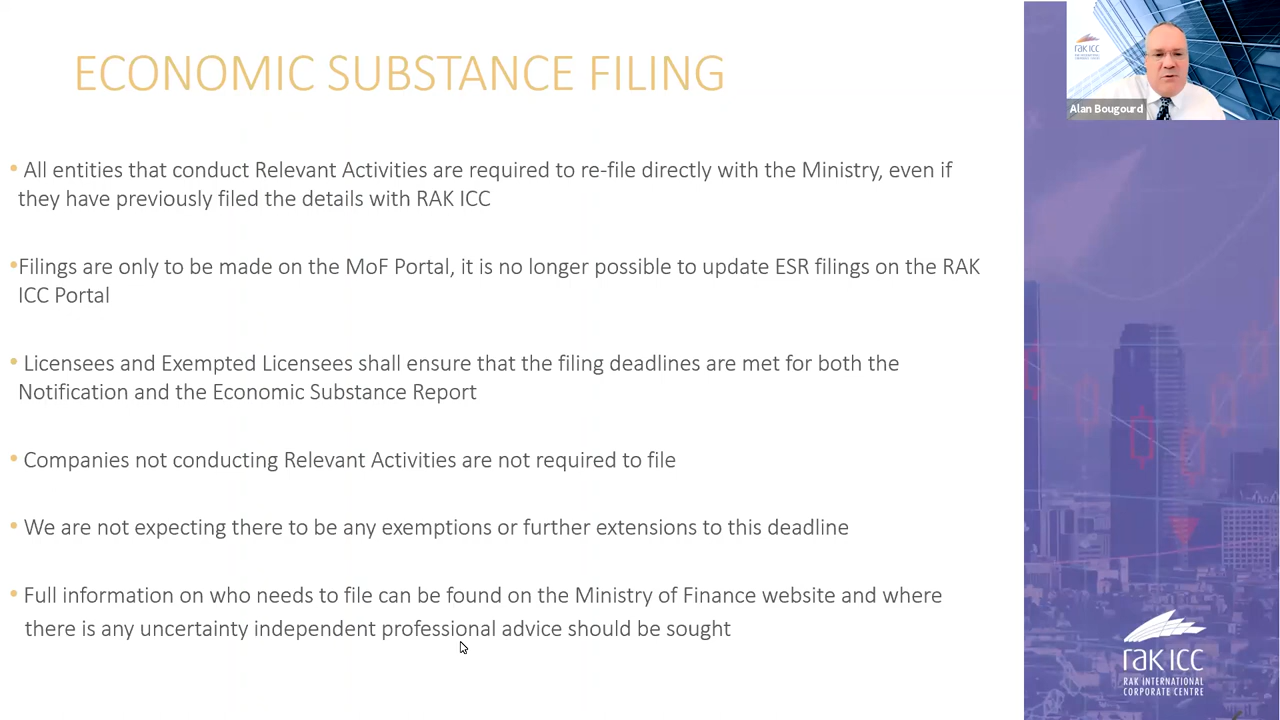 ECONOMIC SUBSTANCE FILING
rakicc
Alan Bougourd
• All entities that conduct Relevant Activities are required to re-file directly with the Ministry, even if
they have previously filed the details with RAK ICC
•Filings are only to be made on the MoF Portal, it is no longer possible to update ESR filings on the RAK
ICC Portal
• Licensees and Exempted Licensees shall ensure that the filing deadlines are met for both the
Notification and the Economic Substance Report
• Companies not conducting Relevant Activities are not required to file
• We are not expecting there to be any exemptions or further extensions to this deadline
• Full information on who needs to file can be found on the Ministry of Finance website and where
there is any uncertainty independent professional advice should be sought
rakicc
RAK INTERNATIONAL
CORPORATE CENTRE